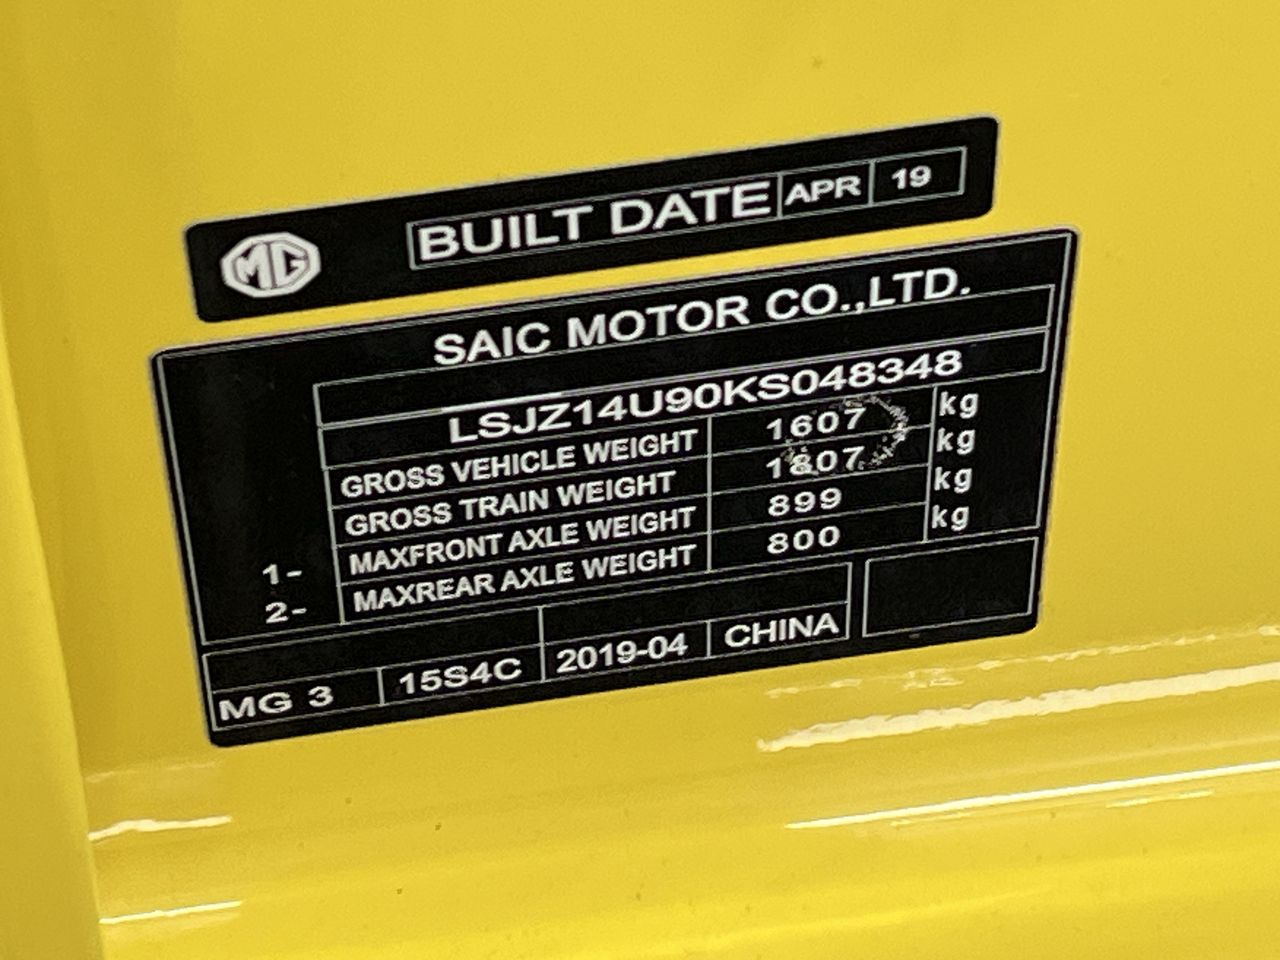 MG BUILT DATE APR 19
SAIC MOTOR CO.,LTD.
LSJZ14U90KS048348
GROSS VEHICLE WEIGHT 1607 kg
GROSS TRAIN WEIGHT 1807 kg
1- MAXFRONT AXLE WEIGHT 899 kg
2- MAXREAR AXLE WEIGHT 800 kg
MG 3 15S4C 2019-04 CHINA